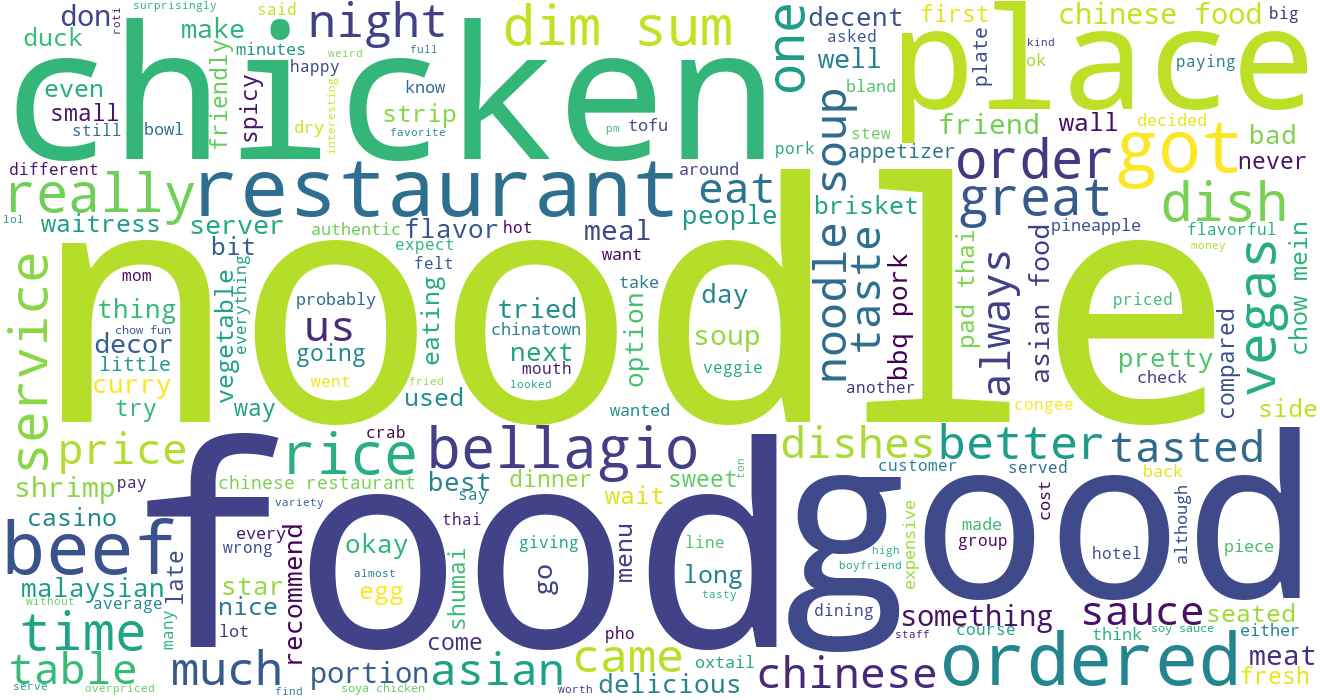 chicken
place
noodle
food
good
restaurant
bellagio
ordered
beef
don
roti
surprisingly
said
duck
make
minutes
night
weird
full
dim sum
one
decent
asked
well
first
chinese food
big
kind
ok
plate
paying
even
friendly
spicy
happy
know
small
still
bowl
dry
interesting
strip
favorite
pm
tofu
pork
soup
bland
stew
appetizer
friend
wall
decided
got
bad
never
order
different
really
around
eat
people
brisket
great
dish
pineapple
flavorful
money
lol
waitress
server
authentic
flavor
hot
meal
expect
want
bit
felt
service
mom
thing
chow fun
decor
little
curry
try
way
vegetable
everything
probably
us
going
went
fried
eating
used
tried
chinatown
next
mouth
looked
option
take
wanted
day
soup
veggie
noodle
taste
bbq pork
another
always
asian food
pad thai
congee
priced
pretty
check
compared
vegas
chow mein
side
price
rice
crab
dishes
better
tasted
shrimp
pay
chinese restaurant
variety
best
say
dinner
wait
sweet
ton
customer
served
back
casino
every
wrong
recommend
okay
almost
egg
thai
shumai
giving
go
menu
line
long
tasty
high
boyfriend
expensive
made
group
cost
hotel
although
piece
malaysian
late
without
average
many
star
nice
lot
time
come
pho
dining
staff
something
course
sauce
think
soy sauce
seated
either
table
serve
overpriced
much
find
portion
soya chicken
asian
came
worth
delicious
oxtail
chinese
meat
fresh